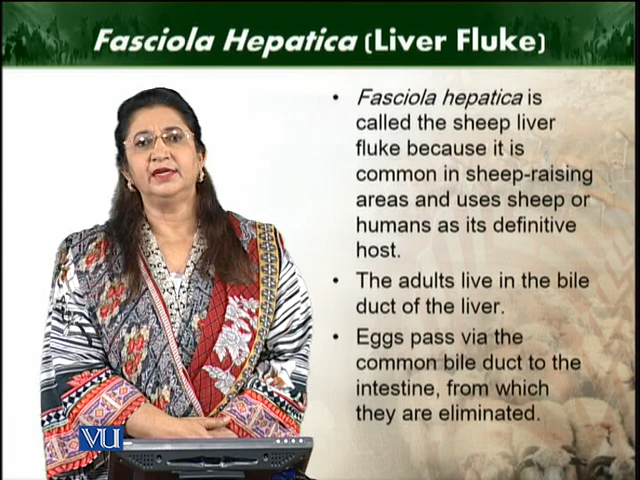 Fasciola Hepatica (Liver Fluke)
• Fasciola hepatica is
called the sheep liver
fluke because it is
common in sheep-raising
areas and uses sheep or
humans as its definitive
host.
• The adults live in the bile
duct of the liver.
• Eggs pass via the
common bile duct to the
intestine, from which
they are eliminated.
VU